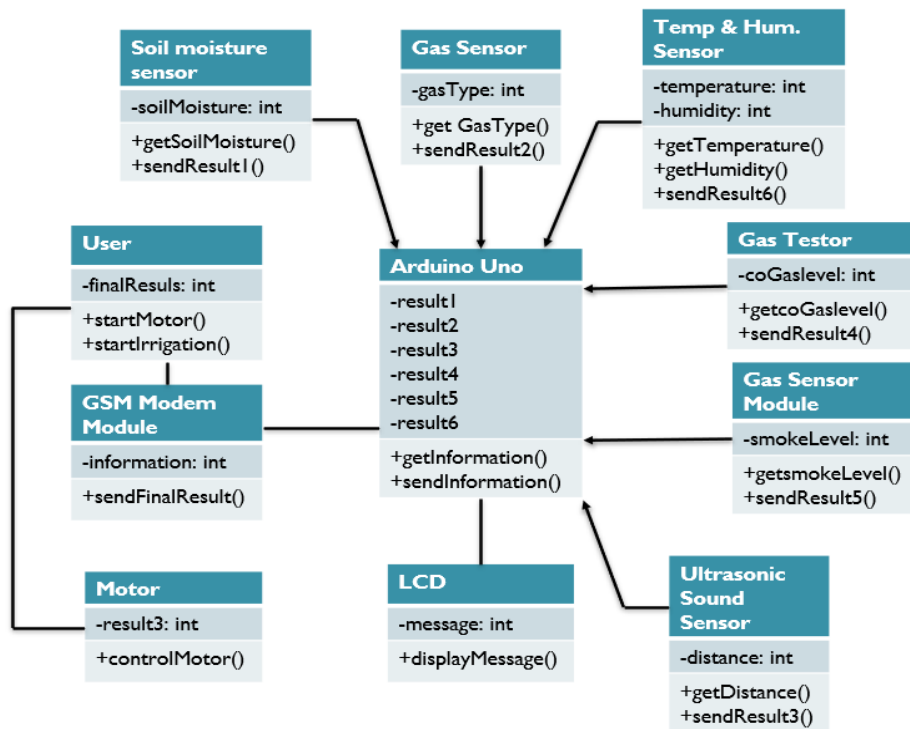 Soil moisture
sensor
-soilMoisture: int
+getSoilMoisture()
+sendResult1()
Gas Sensor
-gasType: int
+get GasType()
+sendResult2()
Temp & Hum.
Sensor
-temperature: int
-humidity: int
+getTemperature()
+getHumidity()
+sendResult6()
User
-finalResuls: int
+startMotor()
+startIrrigation()
Arduino Uno
-result1
-result2
-result3
-result4
-result5
-result6
+getInformation()
+sendInformation()
Gas Testor
-coGaslevel: int
+getcoGaslevel()
+sendResult4()
GSM Modem
Module
-information: int
+sendFinalResult()
Gas Sensor
Module
-smokeLevel: int
+getsmokeLevel()
+sendResult5()
Motor
-result3: int
+controlMotor()
LCD
-message: int
+displayMessage()
Ultrasonic
Sound
Sensor
-distance: int
+getDistance()
+sendResult3()